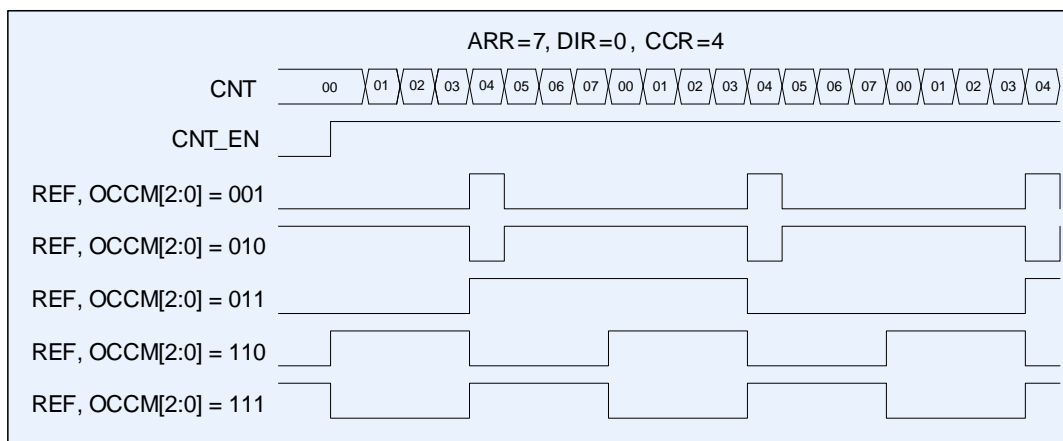 ARR=7, DIR=0, CCR=4
CNT 00 01 02 03 04 05 06 07 00 01 02 03 04 05 06 07 00 01 02 03 04
CNT_EN
REF, OCCM[2:0] = 001
REF, OCCM[2:0] = 010
REF, OCCM[2:0] = 011
REF, OCCM[2:0] = 110
REF, OCCM[2:0] = 111